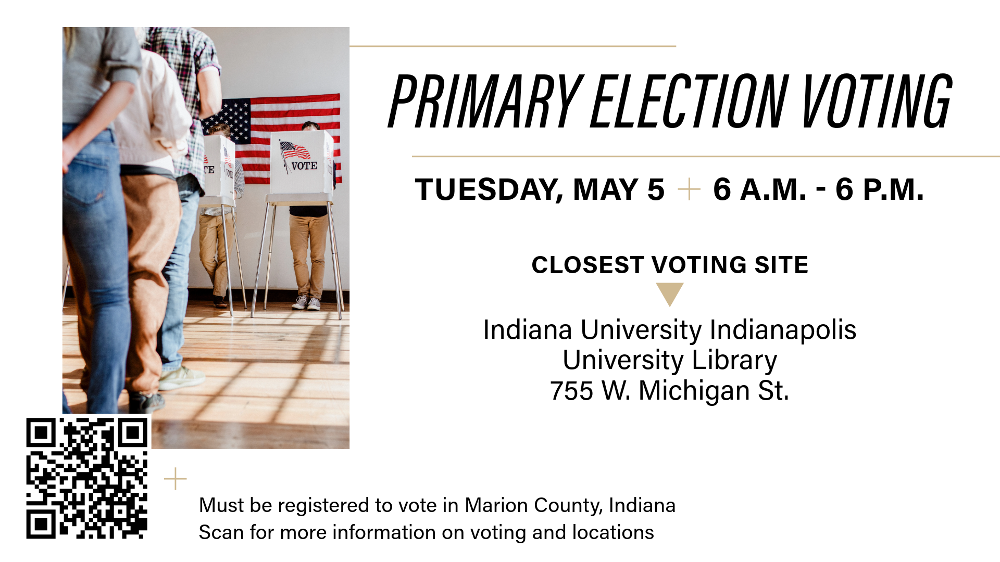 PRIMARY ELECTION VOTING
TUESDAY, MAY 5 + 6 A.M. - 6 P.M.
CLOSEST VOTING SITE
Indiana University Indianapolis
University Library
755 W. Michigan St.
TE
VOTE
VOTE
Must be registered to vote in Marion County, Indiana
Scan for more information on voting and locations